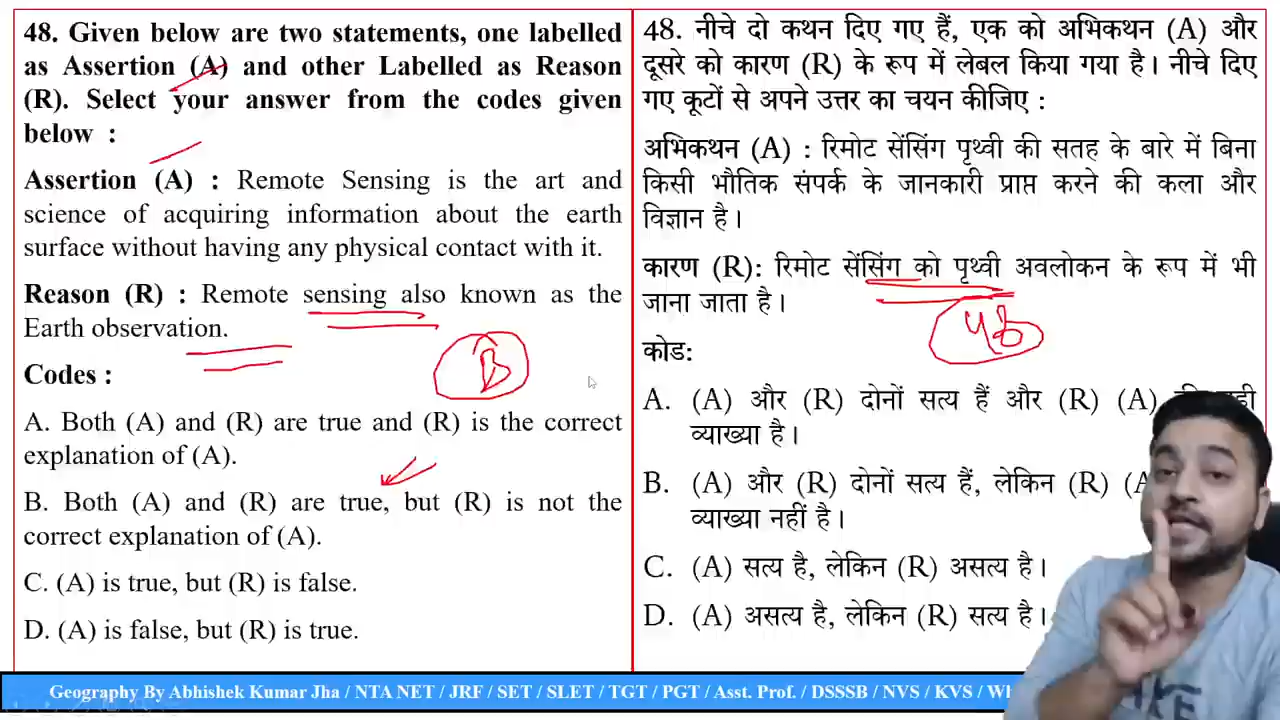 48. Given below are two statements, one labelled
as Assertion (A) and other Labelled as Reason
(R). Select your answer from the codes given
below :
Assertion (A) : Remote Sensing is the art and
science of acquiring information about the earth
surface without having any physical contact with it.
Reason (R) : Remote sensing also known as the
Earth observation.
B
Codes :
A. Both (A) and (R) are true and (R) is the correct
explanation of (A).
B. Both (A) and (R) are true, but (R) is not the
correct explanation of (A).
C. (A) is true, but (R) is false.
D. (A) is false, but (R) is true.
48. नीचे दो कथन दिए गए हैं, एक को अभिकथन (A) और
दूसरे को कारण (R) के रूप में लेबल किया गया है। नीचे दिए
गए कूटों से अपने उत्तर का चयन कीजिए :
अभिकथन (A) : रिमोट सेंसिंग पृथ्वी की सतह के बारे में बिना
किसी भौतिक संपर्क के जानकारी प्राप्त करने की कला और
विज्ञान है।
कारण (R): रिमोट सेंसिंग को पृथ्वी अवलोकन के रूप में भी
जाना जाता है।
कोड:
A. (A) और (R) दोनों सत्य हैं और (R) (A)
व्याख्या है।
B. (A) और (R) दोनों सत्य हैं, लेकिन (R)
व्याख्या नहीं है।
C. (A) सत्य है, लेकिन (R) असत्य है।
D. (A) असत्य है, लेकिन (R) सत्य है।
Geography By Abhishek Kumar Jha / NTA NET / JRF / SET / SLET / TGT / PGT / Asst. Prof. / DSSSB / NVS / KVS /